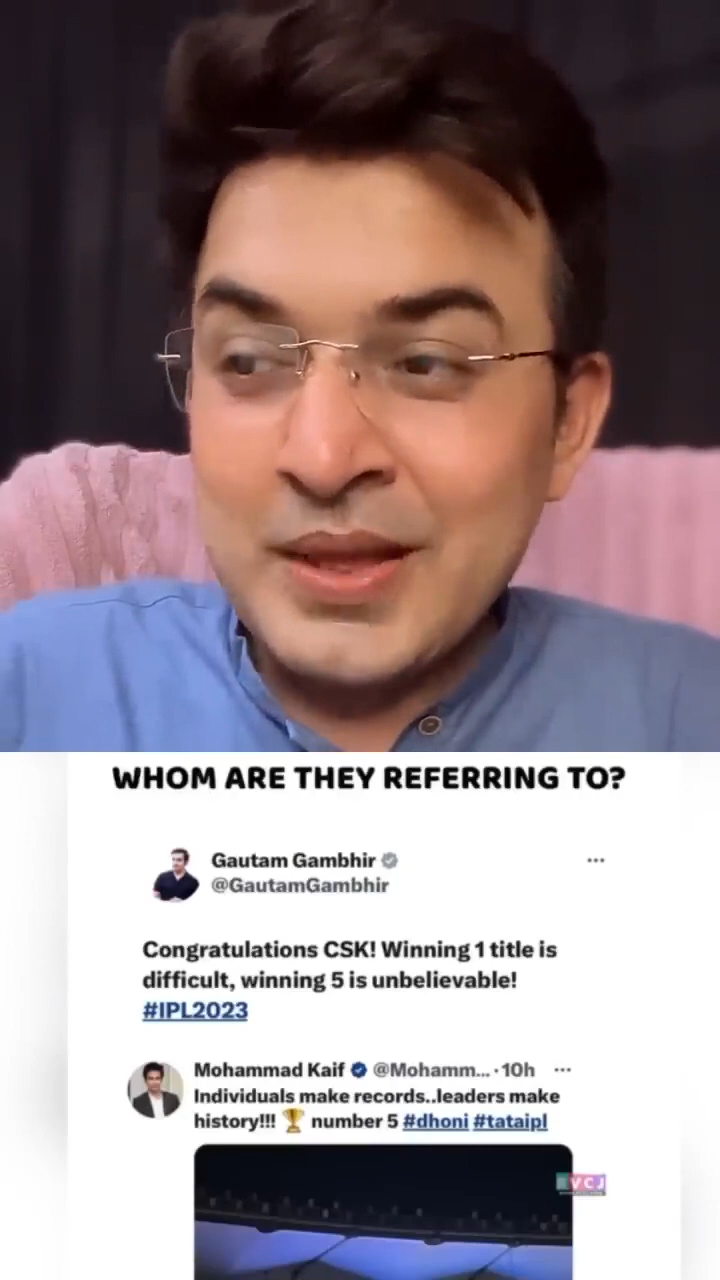 WHOM ARE THEY REFERRING TO?
Gautam Gambhir
@GautamGambhir
Congratulations CSK! Winning 1 title is
difficult, winning 5 is unbelievable!
#IPL2023
Mohammad Kaif @Mohamm... · 10h
Individuals make records..leaders make
history!!! 🏆 number 5 #dhoni #tataipl
VCJ